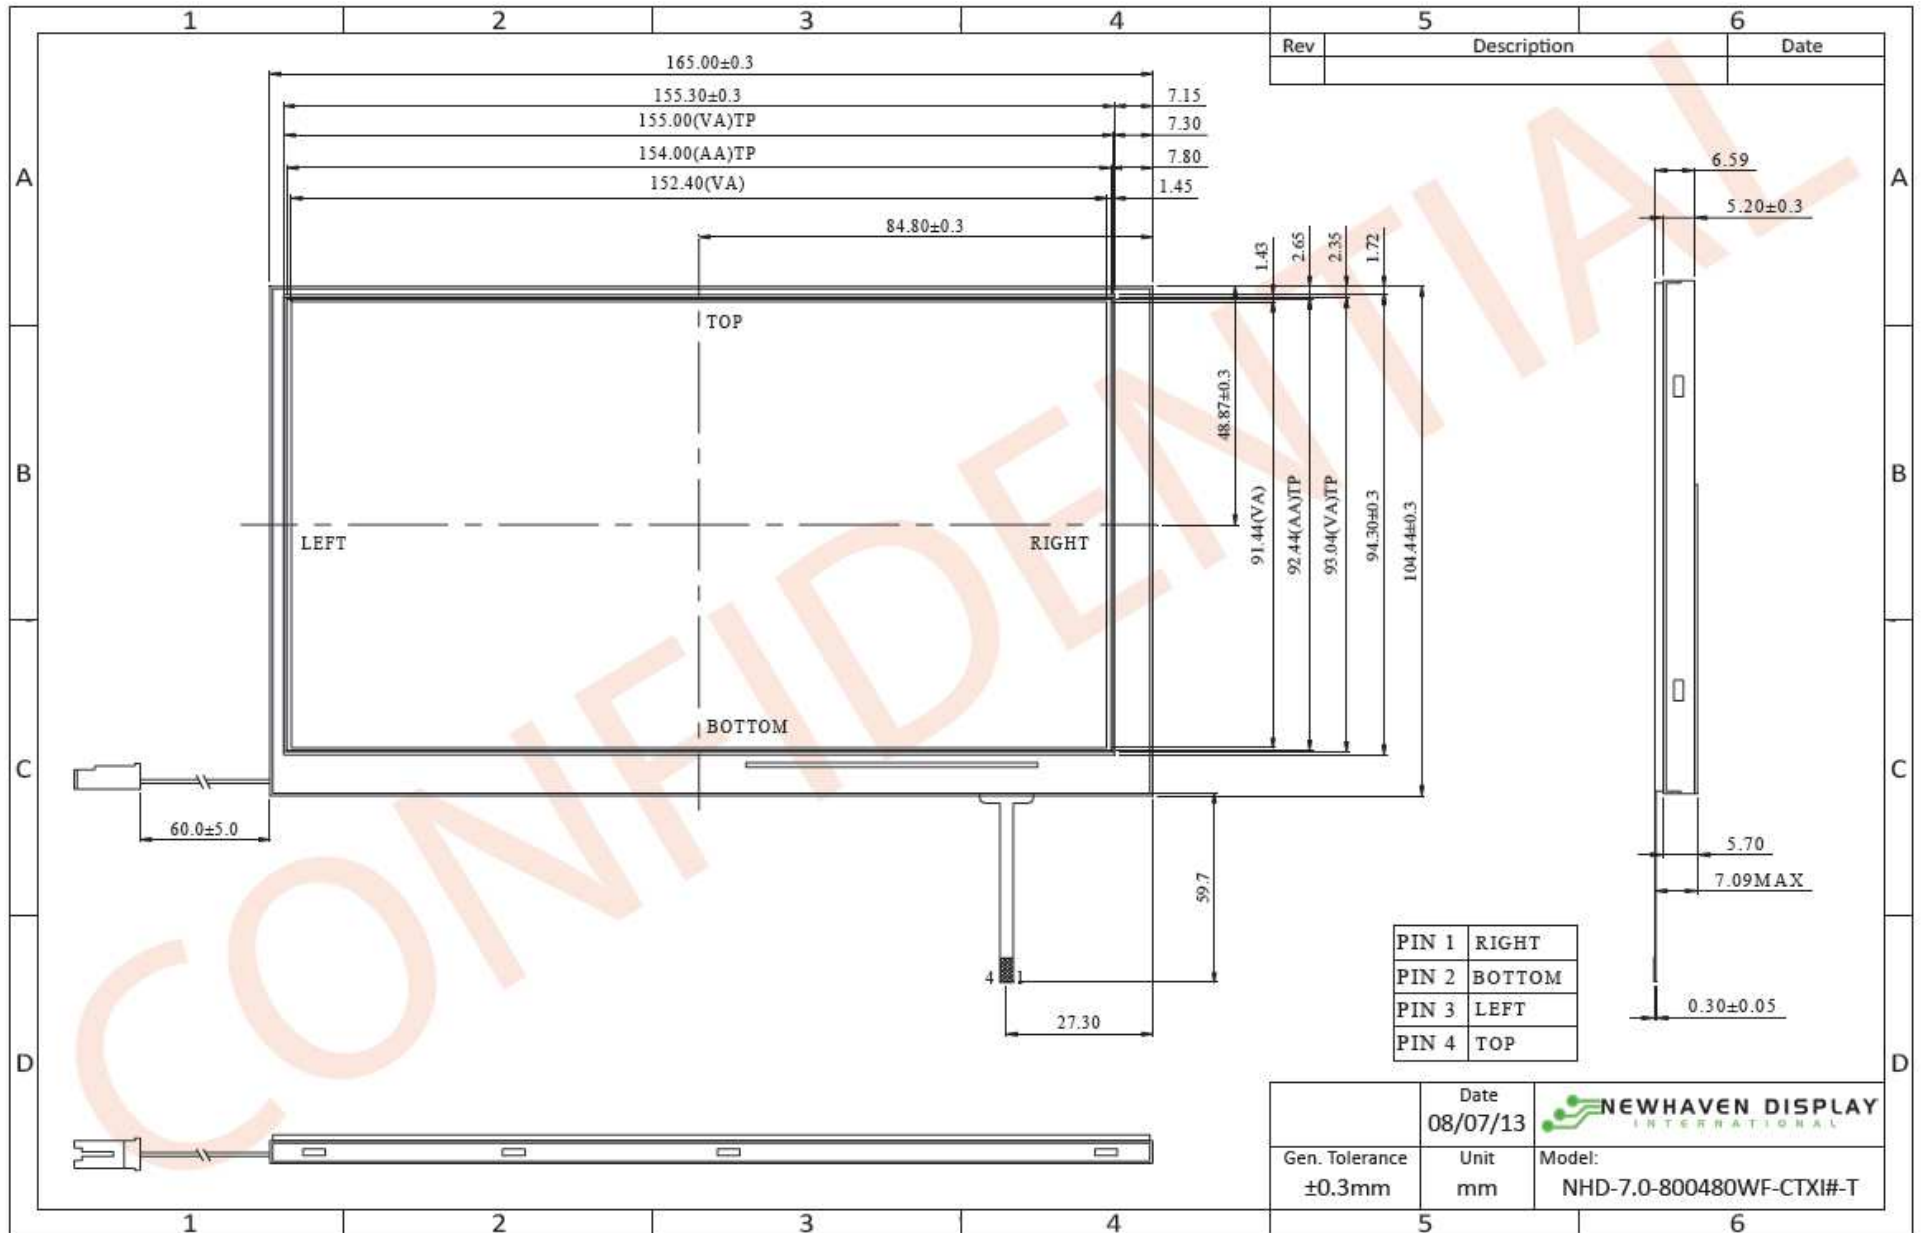 1 2 3 4 5 6
Rev Description Date
165.00±0.3
155.30±0.3 7.15
155.00(VA)TP 7.30
154.00(AA)TP 7.80
152.40(VA) 1.45
84.80±0.3
1.43 2.65 2.35 1.72
6.59
5.20±0.3
A A
TOP
48.87±0.3
91.44(VA)
92.44(AA)TP
93.04(VA)TP
94.30±0.3
104.44±0.3
B B
LEFT RIGHT
BOTTOM
C C
60.0±5.0
59.7
5.70
7.09MAX
4 1
27.30
0.30±0.05
PIN 1 RIGHT
PIN 2 BOTTOM
PIN 3 LEFT
PIN 4 TOP
D D
CONFIDENTIAL
Date
08/07/13
NEWHAVEN DISPLAY
INTERNATIONAL
Gen. Tolerance Unit Model:
±0.3mm mm NHD-7.0-800480WF-CTXI#-T
1 2 3 4 5 6